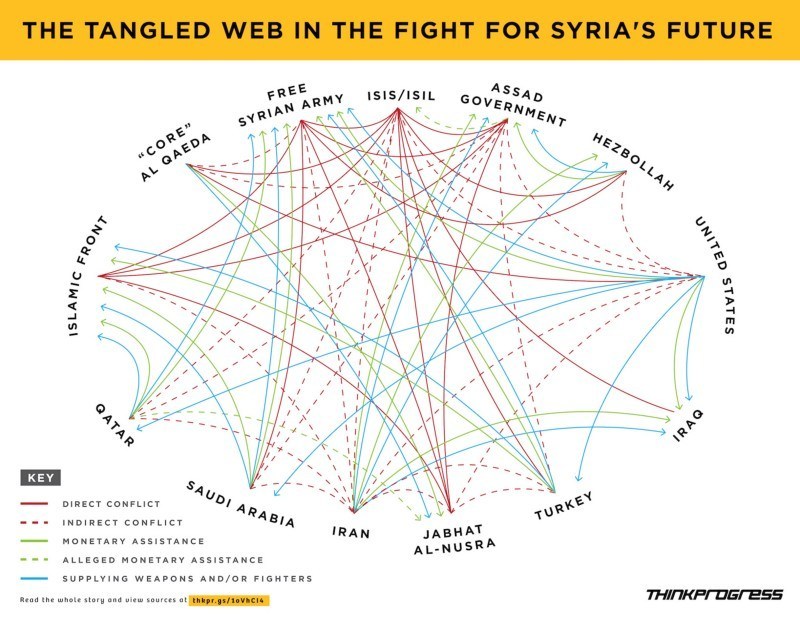 THE TANGLED WEB IN THE FIGHT FOR SYRIA'S FUTURE
FREE
SYRIAN ARMY
ISIS/ISIL
ASSAD
GOVERNMENT
"CORE"
AL QAEDA
HEZBOLLAH
ISLAMIC FRONT
UNITED STATES
QATAR
IRAQ
SAUDI ARABIA
IRAN
JABHAT
AL-NUSRA
TURKEY
KEY
DIRECT CONFLICT
INDIRECT CONFLICT
MONETARY ASSISTANCE
ALLEGED MONETARY ASSISTANCE
SUPPLYING WEAPONS AND/OR FIGHTERS
Read the whole story and view sources at thkpr.gs/1oVbCI4
THINKPROGRESS